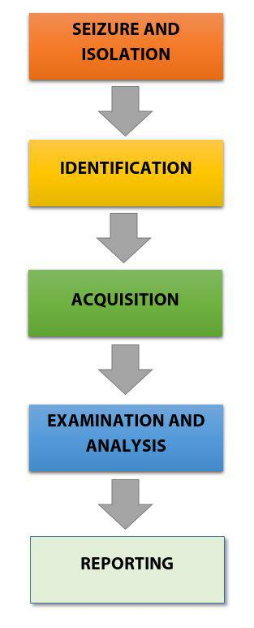 SEIZURE AND
ISOLATION
IDENTIFICATION
ACQUISITION
EXAMINATION AND
ANALYSIS
REPORTING